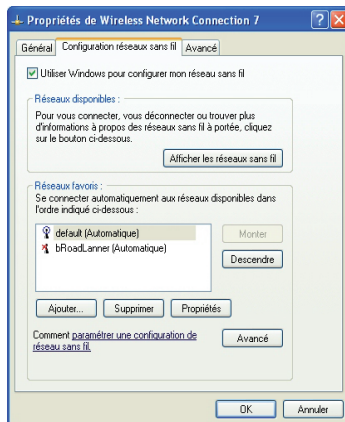 Propriétés de Wireless Network Connection 7
Général
Configuration réseaux sans fil
Avancé
Utiliser Windows pour configurer mon réseau sans fil
Réseaux disponibles :
Pour vous connecter, vous déconnecter ou trouver plus
d'informations à propos des réseaux sans fil à portée, cliquez
sur le bouton ci-dessous.
Afficher les réseaux sans fil
Réseaux favoris :
Se connecter automatiquement aux réseaux disponibles dans
l'ordre indiqué ci-dessous :
default (Automatique)
bRoadLanner (Automatique)
Monter
Descendre
Ajouter...
Supprimer
Propriétés
Comment paramétrer une configuration de
réseau sans fil.
Avancé
OK
Annuler